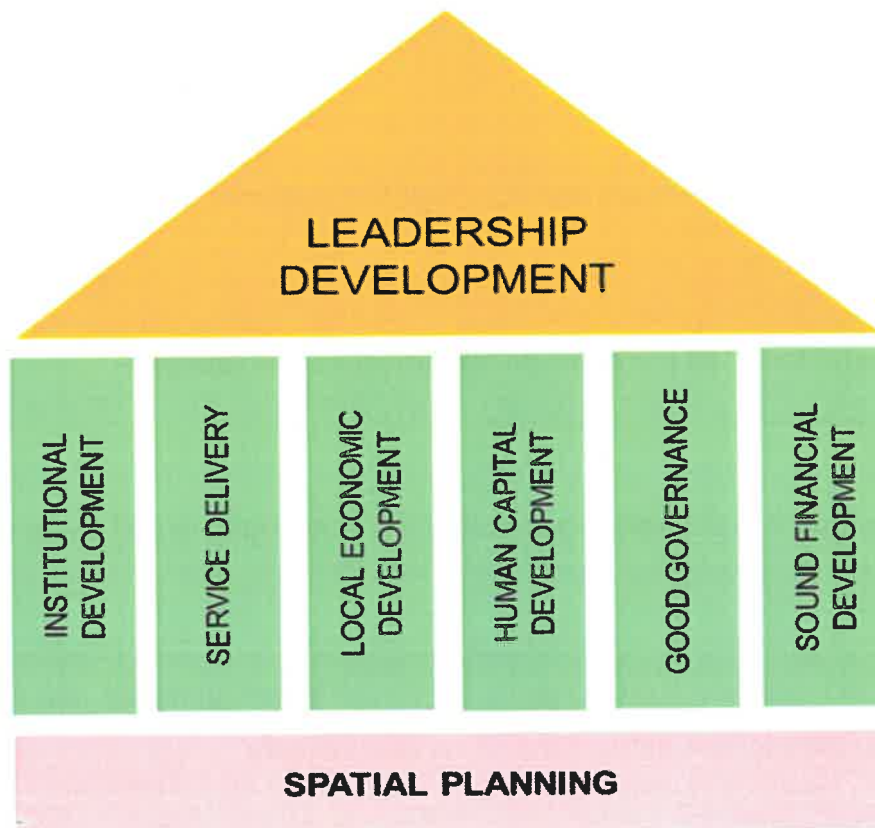 LEADERSHIP
DEVELOPMENT
INSTITUTIONAL
DEVELOPMENT
SERVICE DELIVERY
LOCAL ECONOMIC
DEVELOPMENT
HUMAN CAPITAL
DEVELOPMENT
GOOD GOVERNANCE
SOUND FINANCIAL
DEVELOPMENT
SPATIAL PLANNING